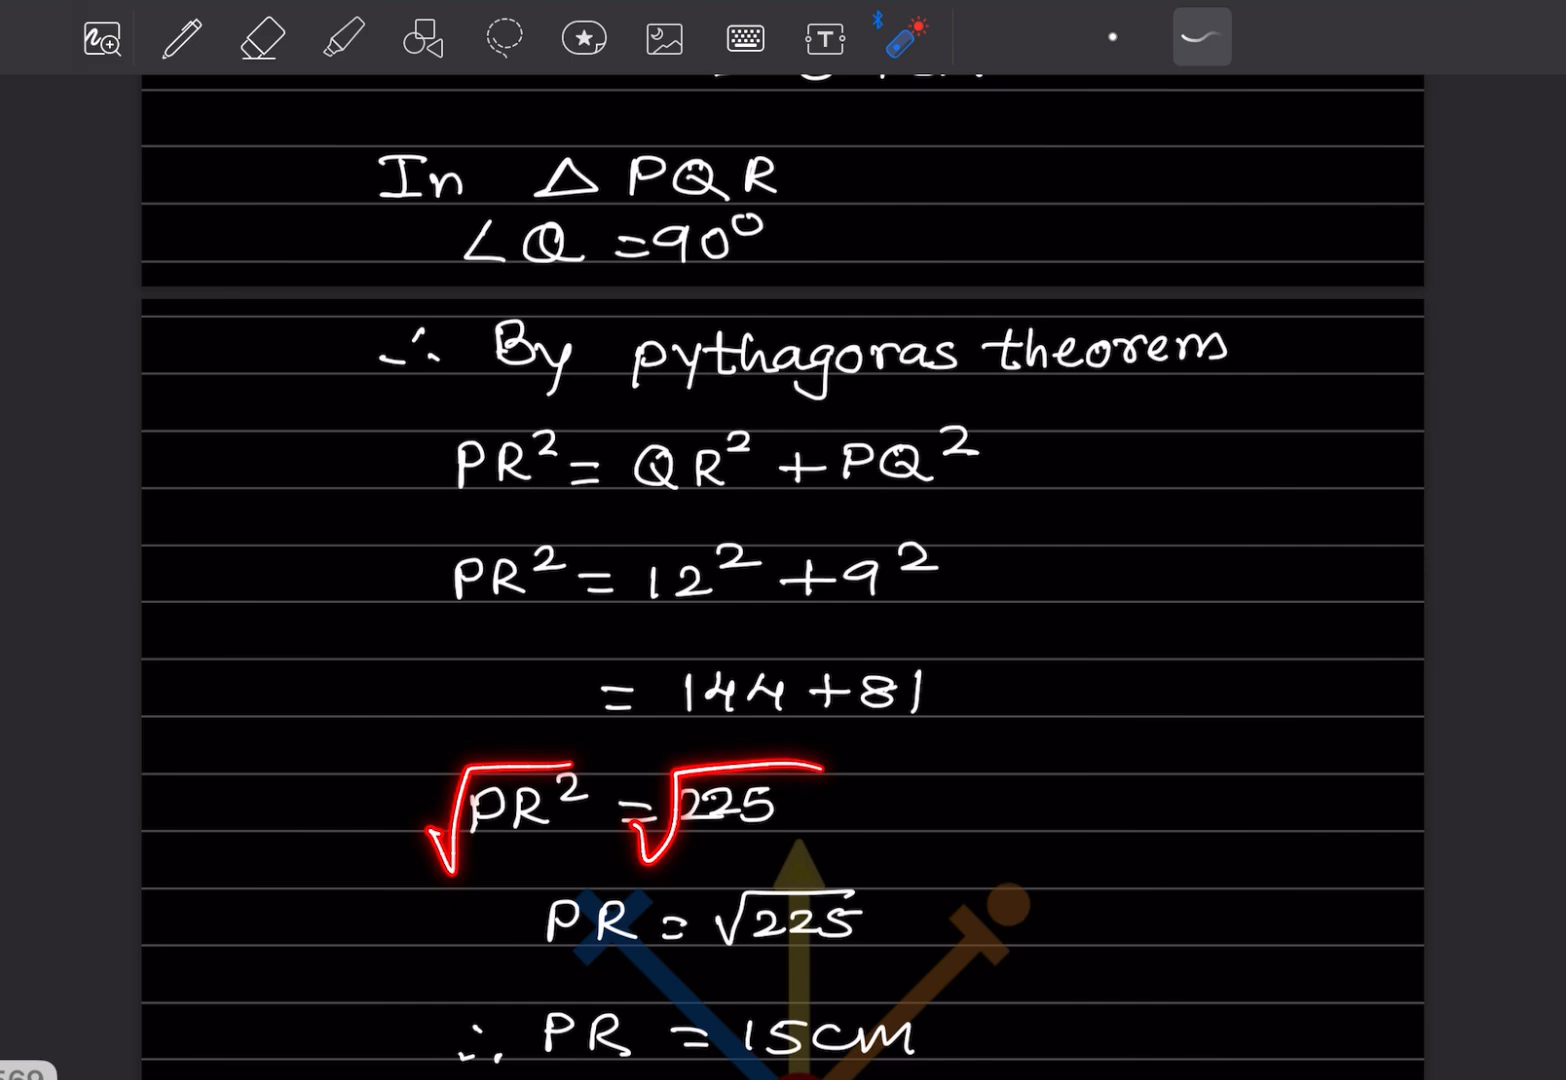 In △ PQR
∠Q = 90°
∴ By pythagoras theorem
PR² = QR² + PQ²
PR² = 12² + 9²
= 144 + 81
√PR² = √225
PR = √225
∴ PR = 15cm